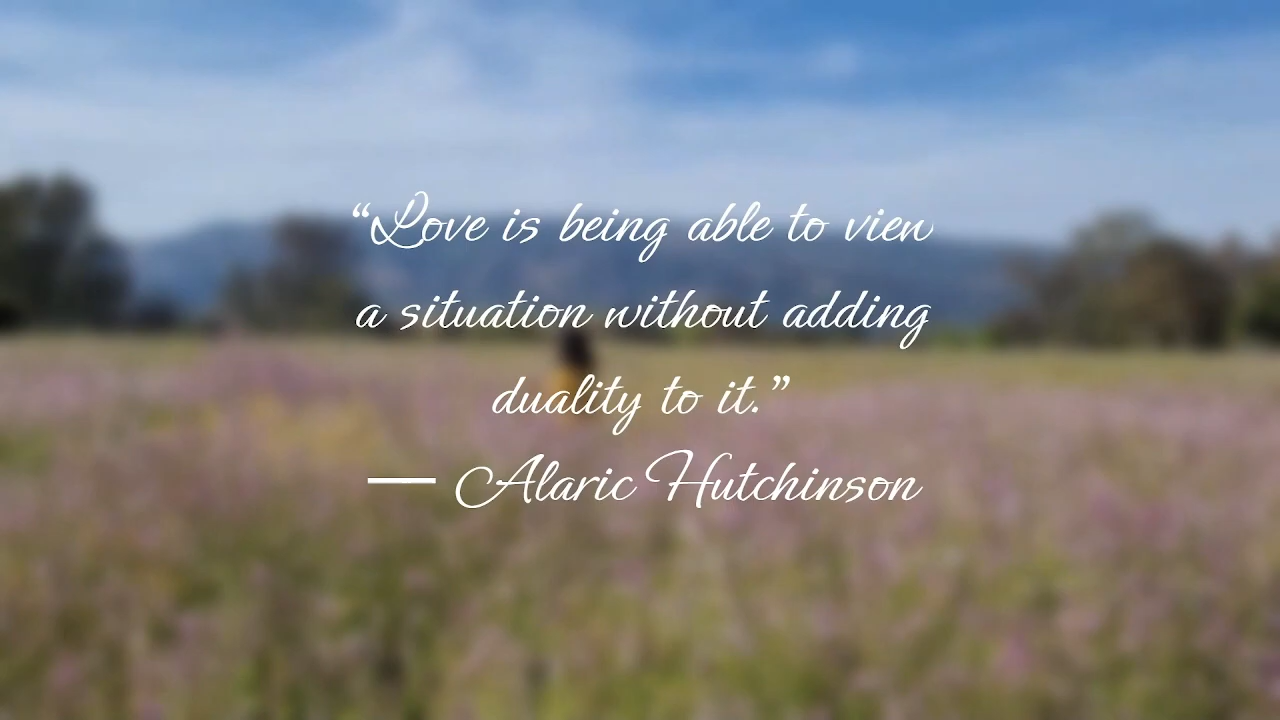 “Love is being able to view
a situation without adding
duality to it.”
— Alaric Hutchinson